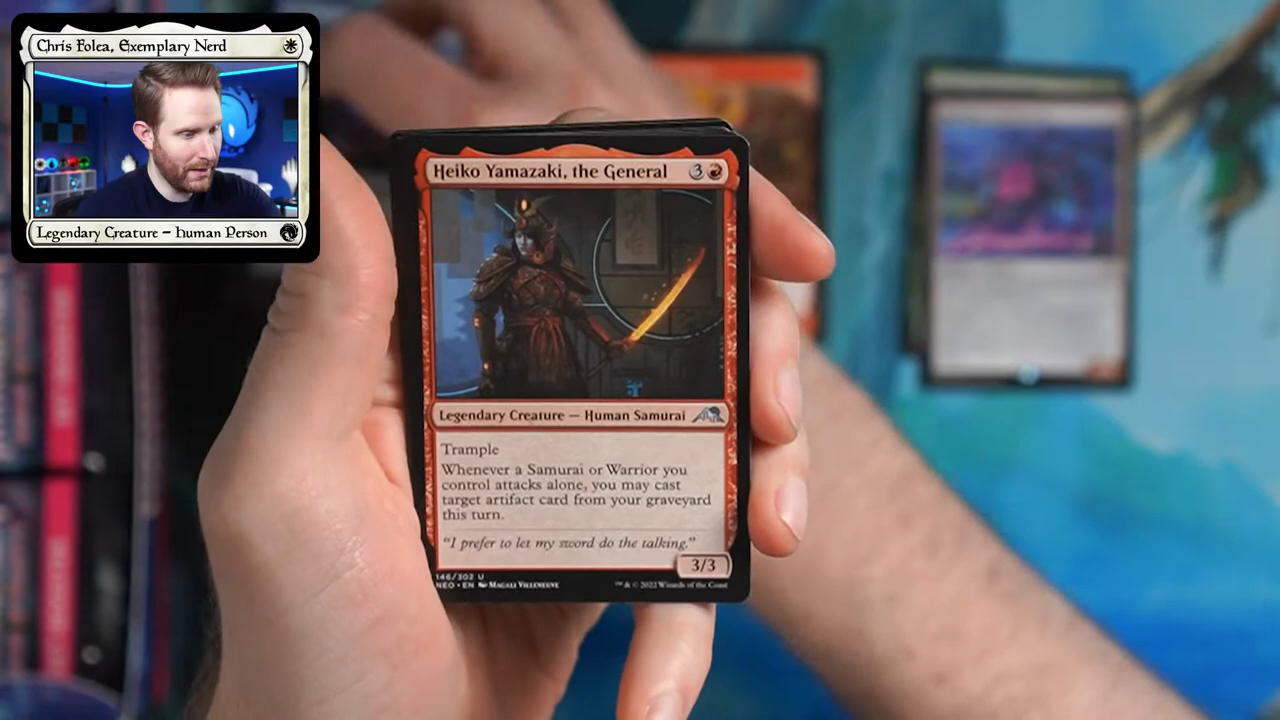 Chris Folea, Exemplary Nerd
Legendary Creature – Human Person
Heiko Yamazaki, the General 3
Legendary Creature — Human Samurai
Trample
Whenever a Samurai or Warrior you
control attacks alone, you may cast
target artifact card from your graveyard
this turn.
"I prefer to let my sword do the talking."
3/3
146/302 U
NEO • EN Magali Villeneuve
™ & © 2022 Wizards of the Coast